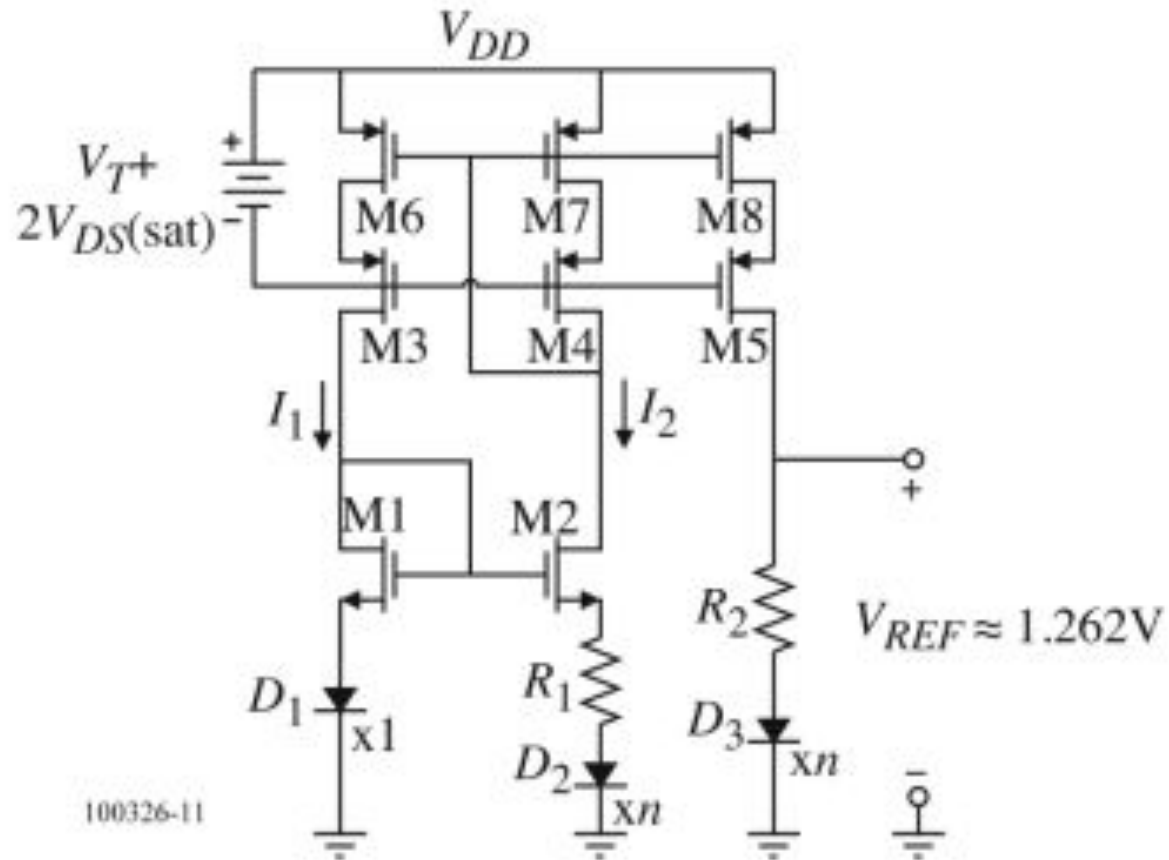 V_DD
V_T+
2V_DS(sat)
+
-
M6
M7
M8
M3
M4
M5
I_1
I_2
M1
M2
+
R_1
R_2
V_REF ≈ 1.262V
D_1
x1
D_2
xn
D_3
xn
-
100326-11